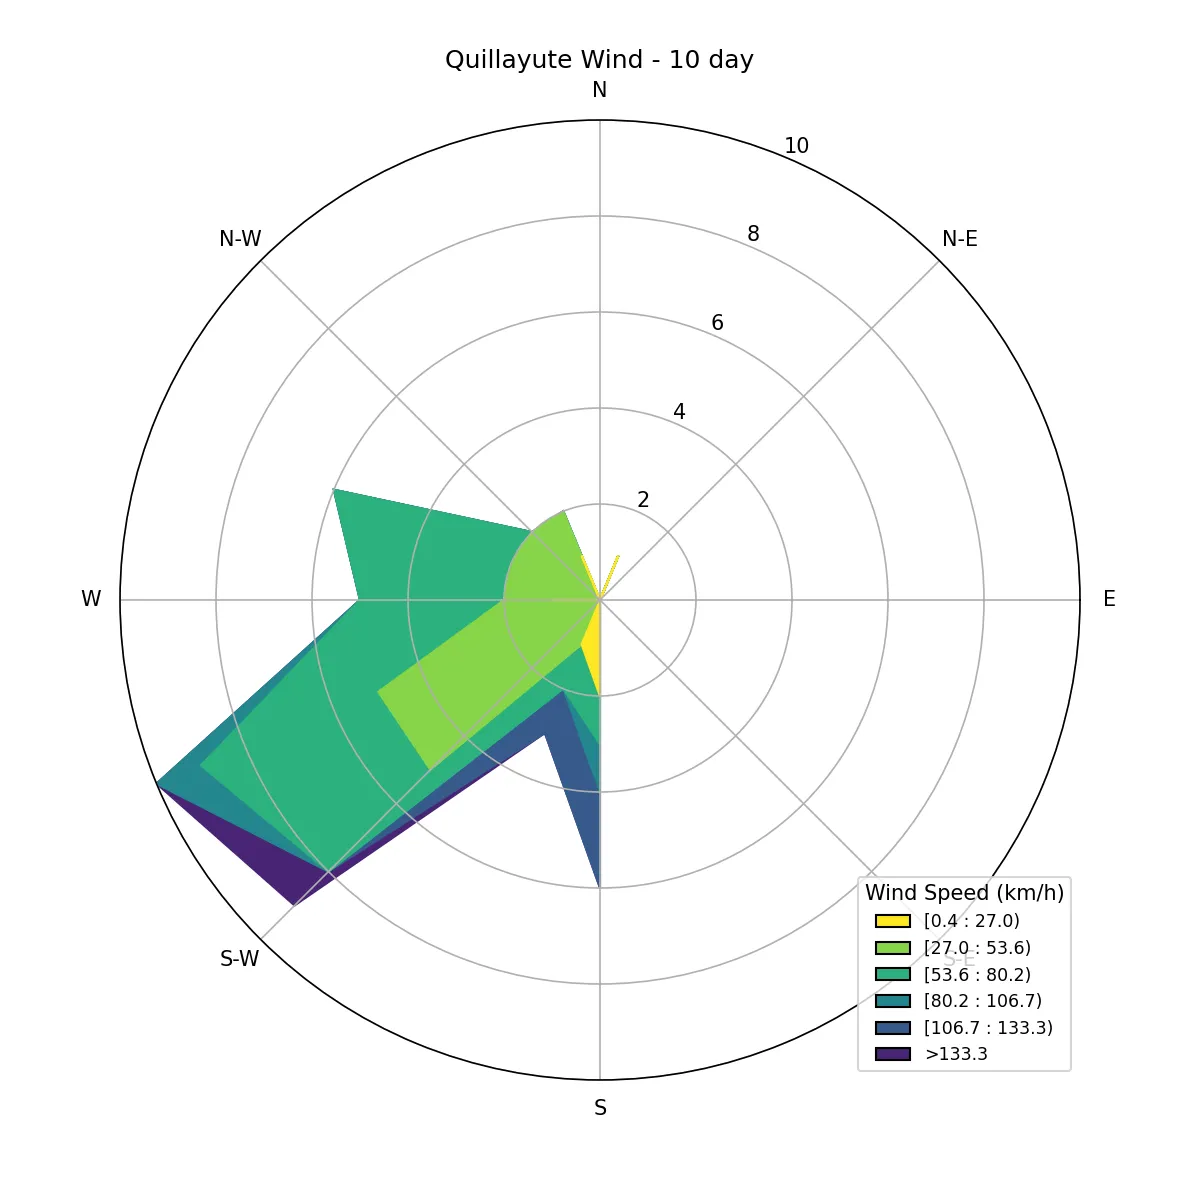 Quillayute Wind - 10 day
N
10
N-W
N-E
8
6
4
2
W
E
S-W
S-E
Wind Speed (km/h)
[0.4 : 27.0)
[27.0 : 53.6)
[53.6 : 80.2)
[80.2 : 106.7)
[106.7 : 133.3)
>133.3
S